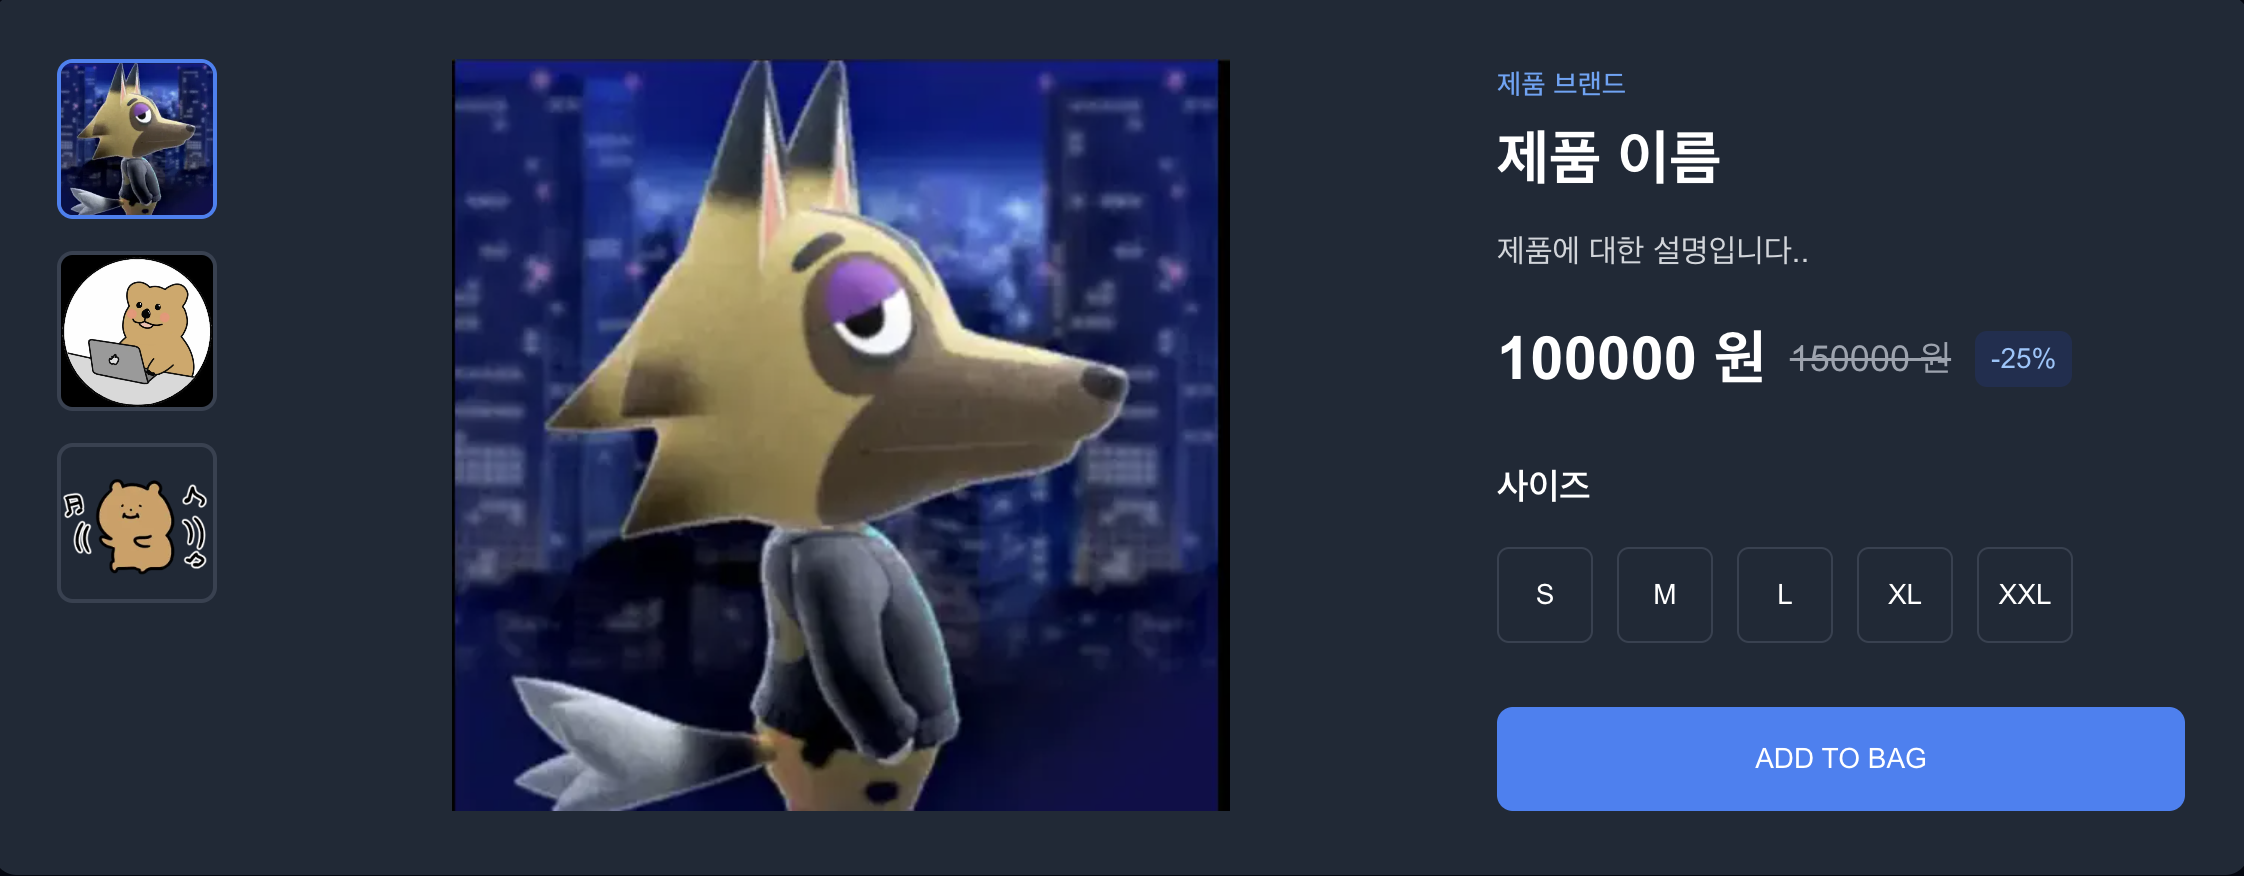 제품 브랜드
제품 이름
제품에 대한 설명입니다..
100000 원 150000 원 -25%
사이즈
S M L XL XXL
ADD TO BAG